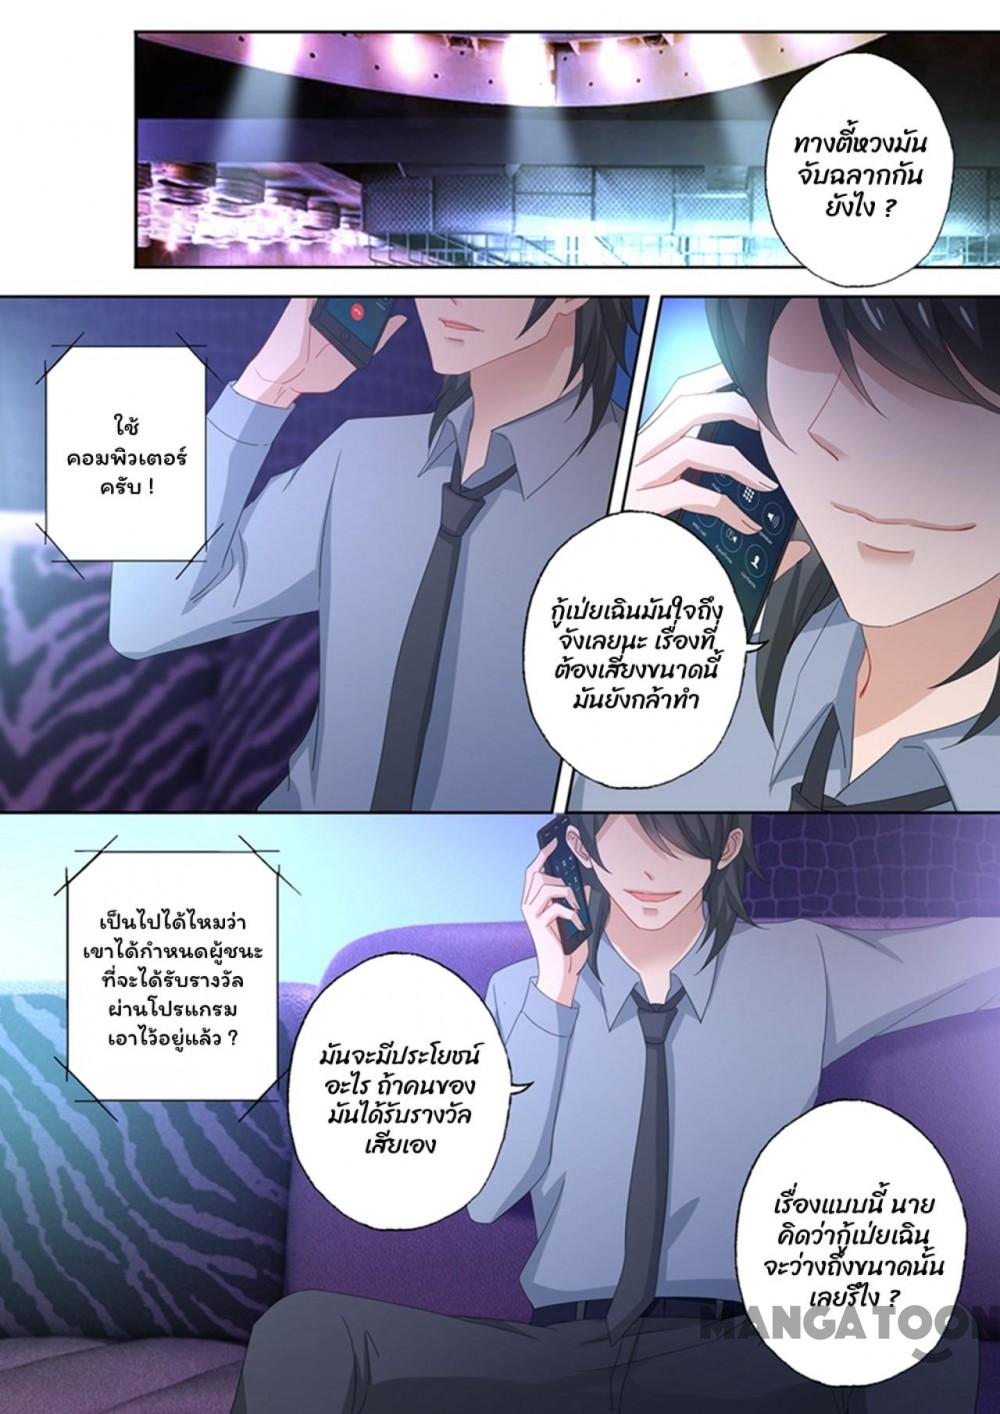 ทางตี้หวงมัน
จับฉลากกัน
ยังไง ?
ใช้
คอมพิวเตอร์
ครับ !
กู้เป่ยเฉินมันใจถึง
จังเลยนะ เรื่องที่
ต้องเสี่ยงขนาดนี้
มันยังกล้าทำ
เป็นไปได้ไหมว่า
เขาได้กำหนดผู้ชนะ
ที่จะได้รับรางวัล
ผ่านโปรแกรม
เอาไว้อยู่แล้ว ?
มันจะมีประโยชน์
อะไร ถ้าคนของ
มันได้รับรางวัล
เสียเอง
เรื่องแบบนี้ นาย
คิดว่ากู้เป่ยเฉิน
จะว่างถึงขนาดนั้น
เลยรึไง ?
MANGATOON